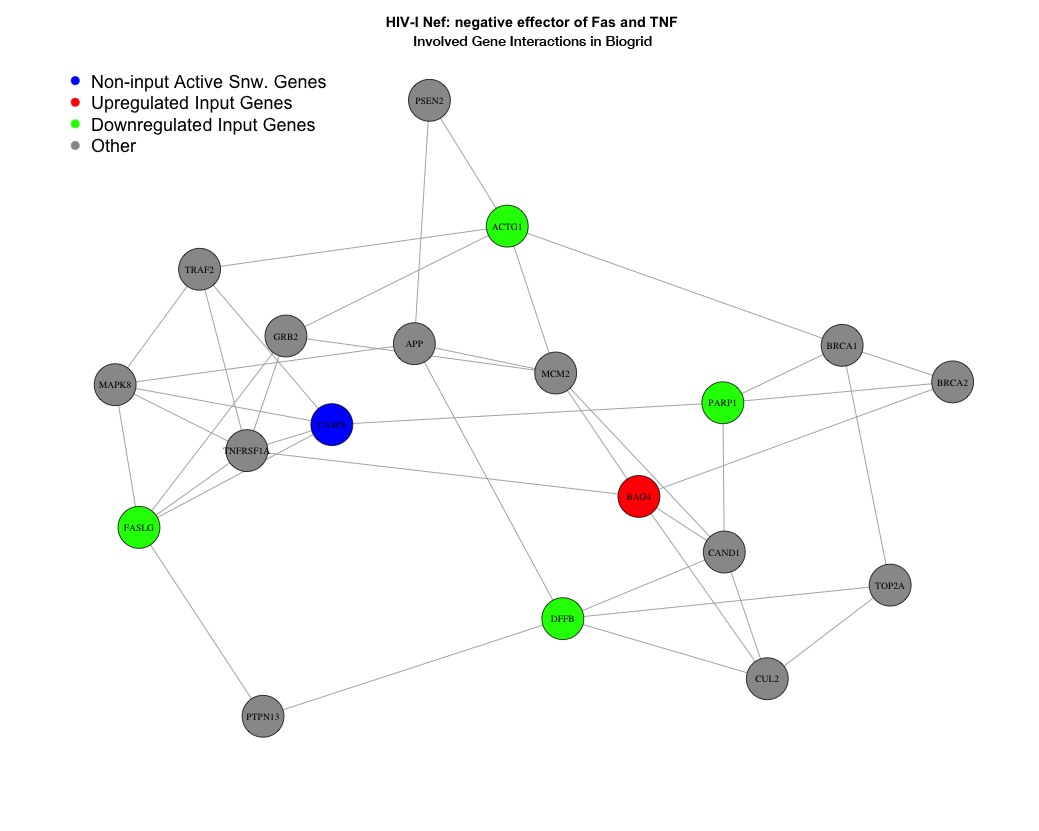 HIV-I Nef: negative effector of Fas and TNF
Involved Gene Interactions in Biogrid
Non-input Active Snw. Genes
Upregulated Input Genes
Downregulated Input Genes
Other
PSEN2
ACTG1
TRAF2
GRB2
APP
BRCA1
MCM2
BRCA2
MAPK8
PARP1
CASP8
TNFRSF1A
BAG4
FASLG
CAND1
TOP2A
DFFB
CUL2
PTPN13